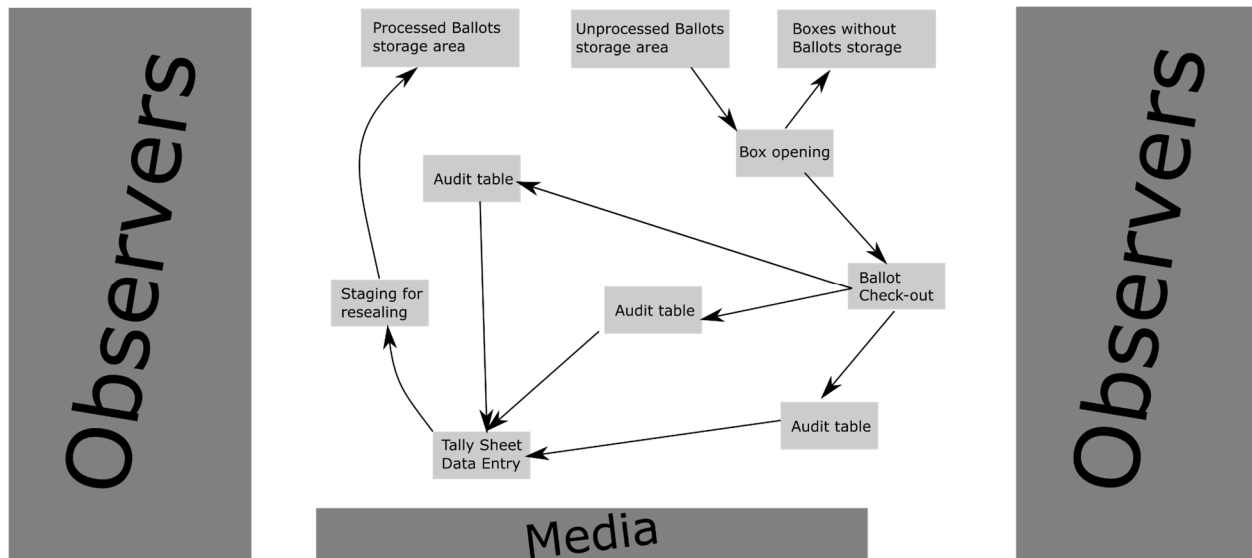 Observers
Processed Ballots
storage area
Unprocessed Ballots
storage area
Boxes without
Ballots storage
Box opening
Audit table
Ballot
Check-out
Staging for
resealing
Audit table
Audit table
Tally Sheet
Data Entry
Media
Observers